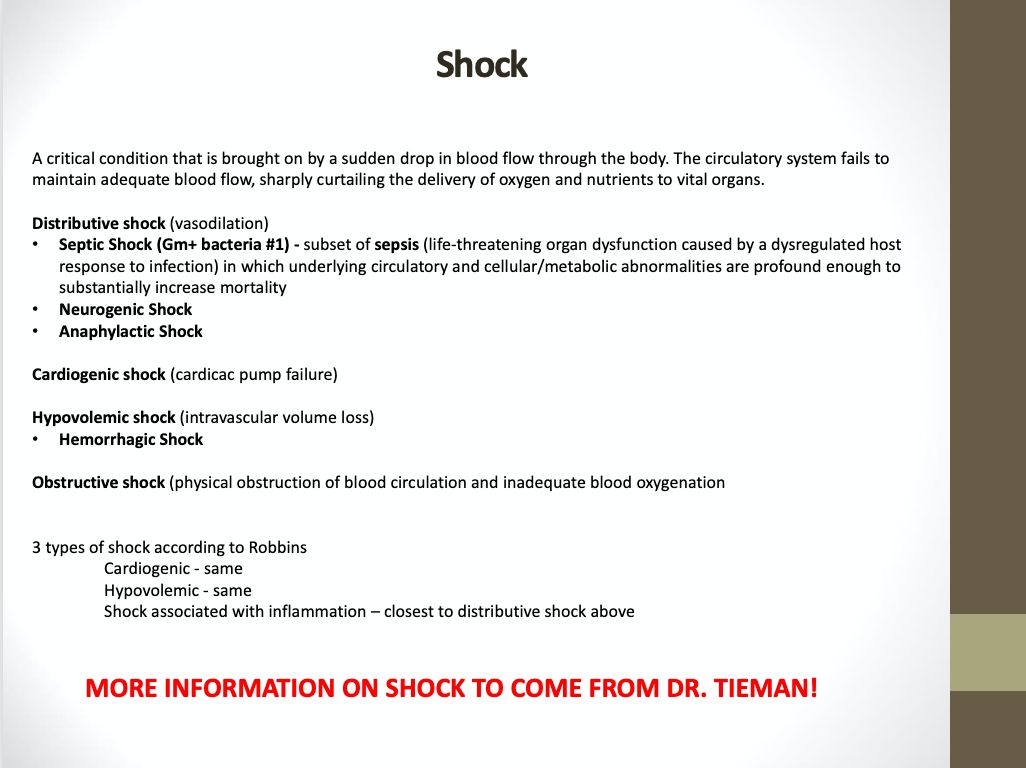 Shock
A critical condition that is brought on by a sudden drop in blood flow through the body. The circulatory system fails to
maintain adequate blood flow, sharply curtailing the delivery of oxygen and nutrients to vital organs.
Distributive shock (vasodilation)
• Septic Shock (Gm+ bacteria #1) - subset of sepsis (life-threatening organ dysfunction caused by a dysregulated host
response to infection) in which underlying circulatory and cellular/metabolic abnormalities are profound enough to
substantially increase mortality
• Neurogenic Shock
• Anaphylactic Shock
Cardiogenic shock (cardicac pump failure)
Hypovolemic shock (intravascular volume loss)
• Hemorrhagic Shock
Obstructive shock (physical obstruction of blood circulation and inadequate blood oxygenation
3 types of shock according to Robbins
Cardiogenic - same
Hypovolemic - same
Shock associated with inflammation – closest to distributive shock above
MORE INFORMATION ON SHOCK TO COME FROM DR. TIEMAN!